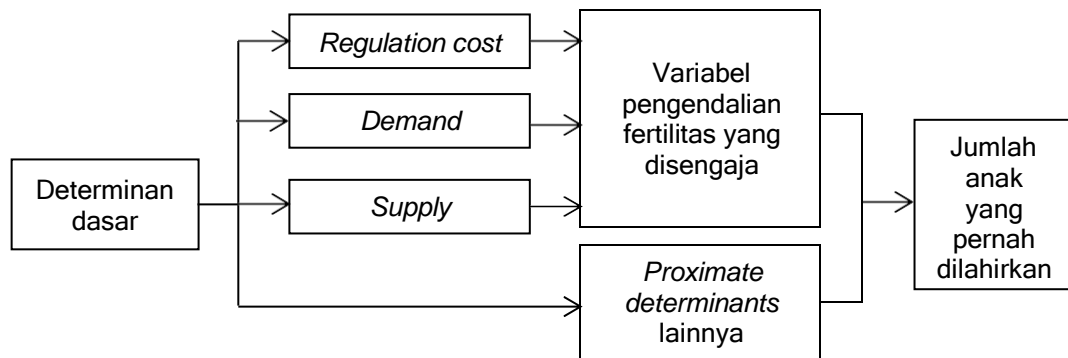 Regulation cost
Demand
Supply
Determinan
dasar
Variabel
pengendalian
fertilitas yang
disengaja
Proximate
determinants
lainnya
Jumlah
anak
yang
pernah
dilahirkan